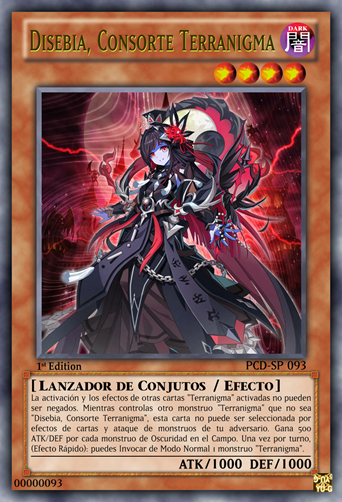 DISEBIA, CONSORTE TERRANIGMA
DARK
闇
1st Edition
PCD-SP 093
[LANZADOR DE CONJUTOS / EFECTO]
La activación y los efectos de otras cartas "Terranigma" activadas no pueden
ser negados. Mientras controlas otro monstruo "Terranigma" que no sea
"Disebia, Consorte Terranigma", esta carta no puede ser seleccionada por
efectos de cartas y ataque de monstruos de tu adversario. Gana 500
ATK/DEF por cada monstruo de Oscuridad en el Campo. Una vez por turno,
(Efecto Rápido): puedes Invocar de Modo Normal 1 monstruo "Terranigma".
ATK/1000 DEF/1000
00000093